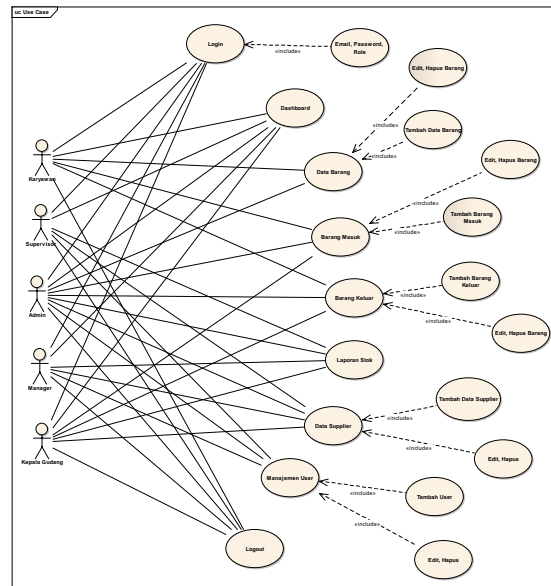 uc Use Case
Login
Email, Password,
Role
«include»
Edit, Hapus Barang
Dashboard
«include»
Tambah Data Barang
«include»
Karyawan
Data Barang
Edit, Hapus Barang
«include»
Supervisor
Barang Masuk
Tambah Barang
Masuk
«include»
Admin
Barang Keluar
Tambah Barang
Keluar
«include»
Edit, Hapus Barang
«include»
Manager
Laporan Stok
Tambah Data Supplier
«include»
Kepala Gudang
Data Supplier
Edit, Hapus
«include»
Manajemen User
Tambah User
«include»
Logout
Edit, Hapus
«include»